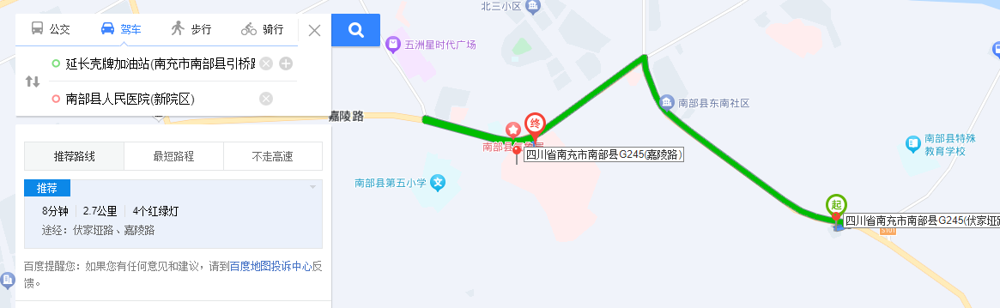 公交 驾车 步行 骑行
延长壳牌加油站(南充市南部县引桥
南部县人民医院(新院区)
推荐路线 最短路程 不走高速
推荐
8分钟 2.7公里 4个红绿灯
途经：伏家垭路、嘉陵路
百度提醒您：如果您有任何意见和建议，请到百度地图投诉中心反
馈。
北三小区
五洲星时代广场
嘉陵路
终
南部县
四川省南充市南部县G245(嘉陵路)
南部县东南社区
南部县特殊
教育学校
南部县第五小学
文
起
四川省南充市南部县G245(伏家垭路
S101